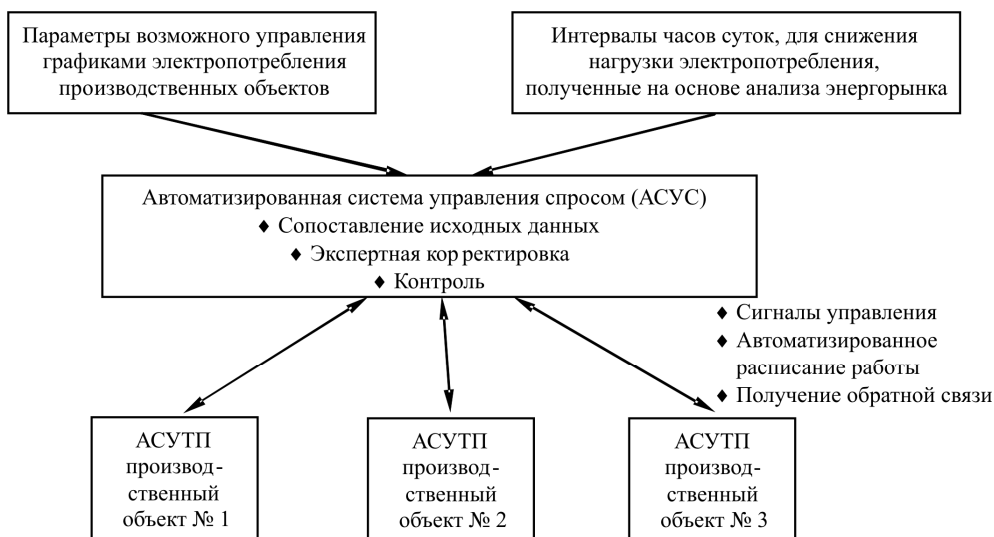 Параметры возможного управления
графиками электропотребления
производственных объектов
Интервалы часов суток, для снижения
нагрузки электропотребления,
полученные на основе анализа энергорынка
Автоматизированная система управления спросом (АСУС)
♦ Сопоставление исходных данных
♦ Экспертная кор ректировка
♦ Контроль
♦ Сигналы управления
♦ Автоматизированное
расписание работы
♦ Получение обратной связи
АСУТП
производ-
ственный
объект № 1
АСУТП
производ-
ственный
объект № 2
АСУТП
производ-
ственный
объект № 3